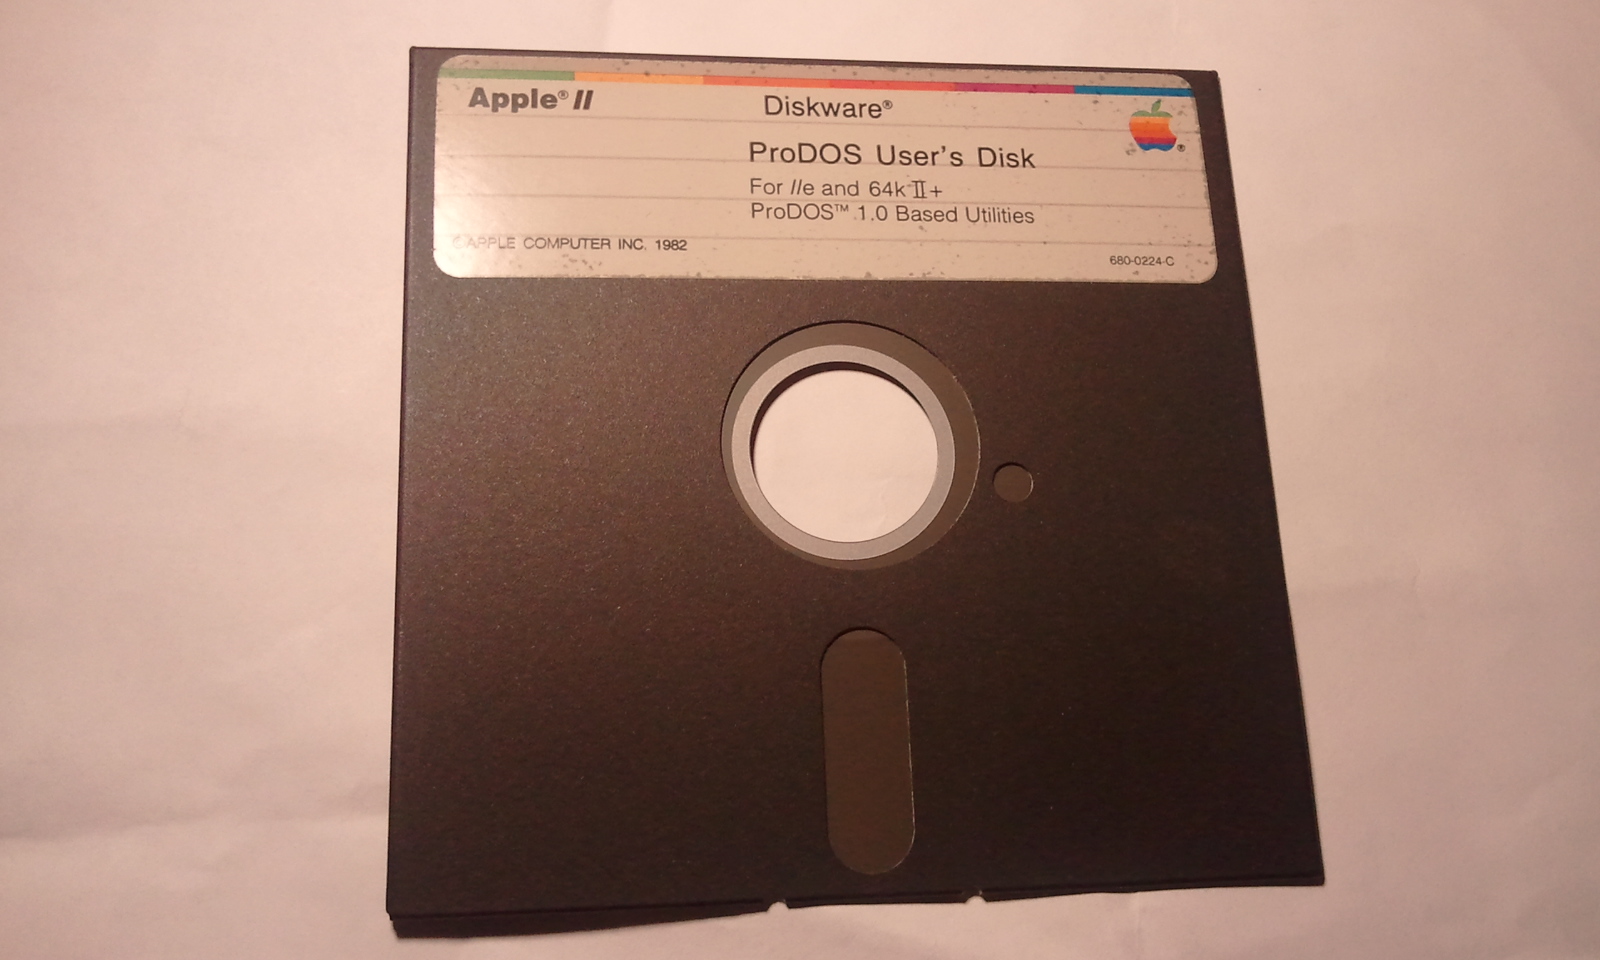 Apple® //
Diskware®
ProDOS User's Disk
For //e and 64k II+
ProDOS™ 1.0 Based Utilities
© APPLE COMPUTER INC. 1982
680-0224-C